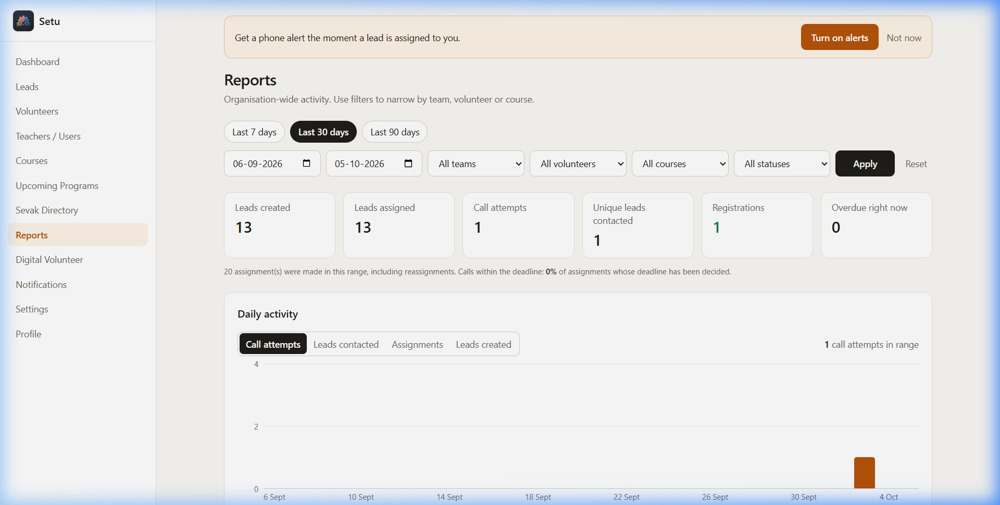 Setu
Dashboard
Leads
Volunteers
Teachers / Users
Courses
Upcoming Programs
Sevak Directory
Reports
Digital Volunteer
Notifications
Settings
Profile
Get a phone alert the moment a lead is assigned to you.
Turn on alerts
Not now
Reports
Organisation-wide activity. Use filters to narrow by team, volunteer or course.
Last 7 days
Last 30 days
Last 90 days
06-09-2026
05-10-2026
All teams
All volunteers
All courses
All statuses
Apply
Reset
Leads created
13
Leads assigned
13
Call attempts
1
Unique leads
contacted
1
Registrations
1
Overdue right now
0
20 assignment(s) were made in this range, including reassignments. Calls within the deadline: 0% of assignments whose deadline has been decided.
Daily activity
Call attempts
Leads contacted
Assignments
Leads created
1 call attempts in range
4
2
0
6 Sept
10 Sept
14 Sept
18 Sept
22 Sept
26 Sept
30 Sept
4 Oct